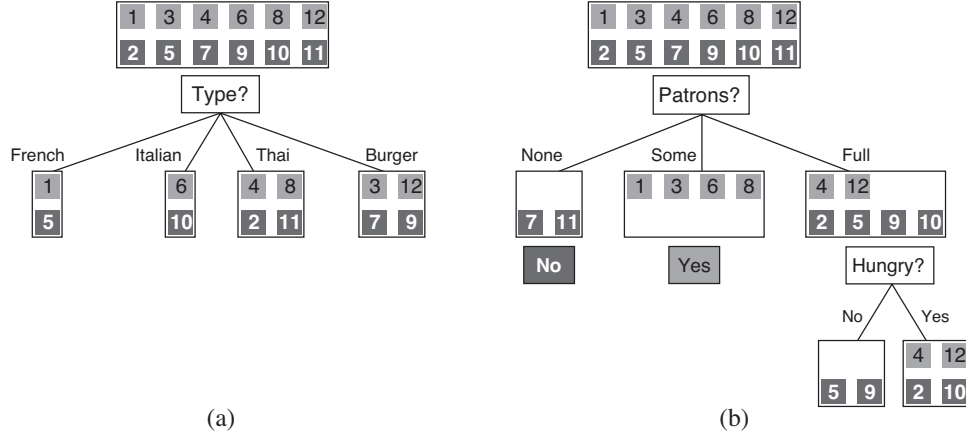 1 3 4 6 8 12
2 5 7 9 10 11
Type?
French Italian Thai Burger
1 6 4 8 3 12
5 10 2 11 7 9
(a)
1 3 4 6 8 12
2 5 7 9 10 11
Patrons?
None Some Full
1 3 6 8 4 12
7 11 2 5 9 10
No Yes Hungry?
No Yes
4 12
5 9 2 10
(b)